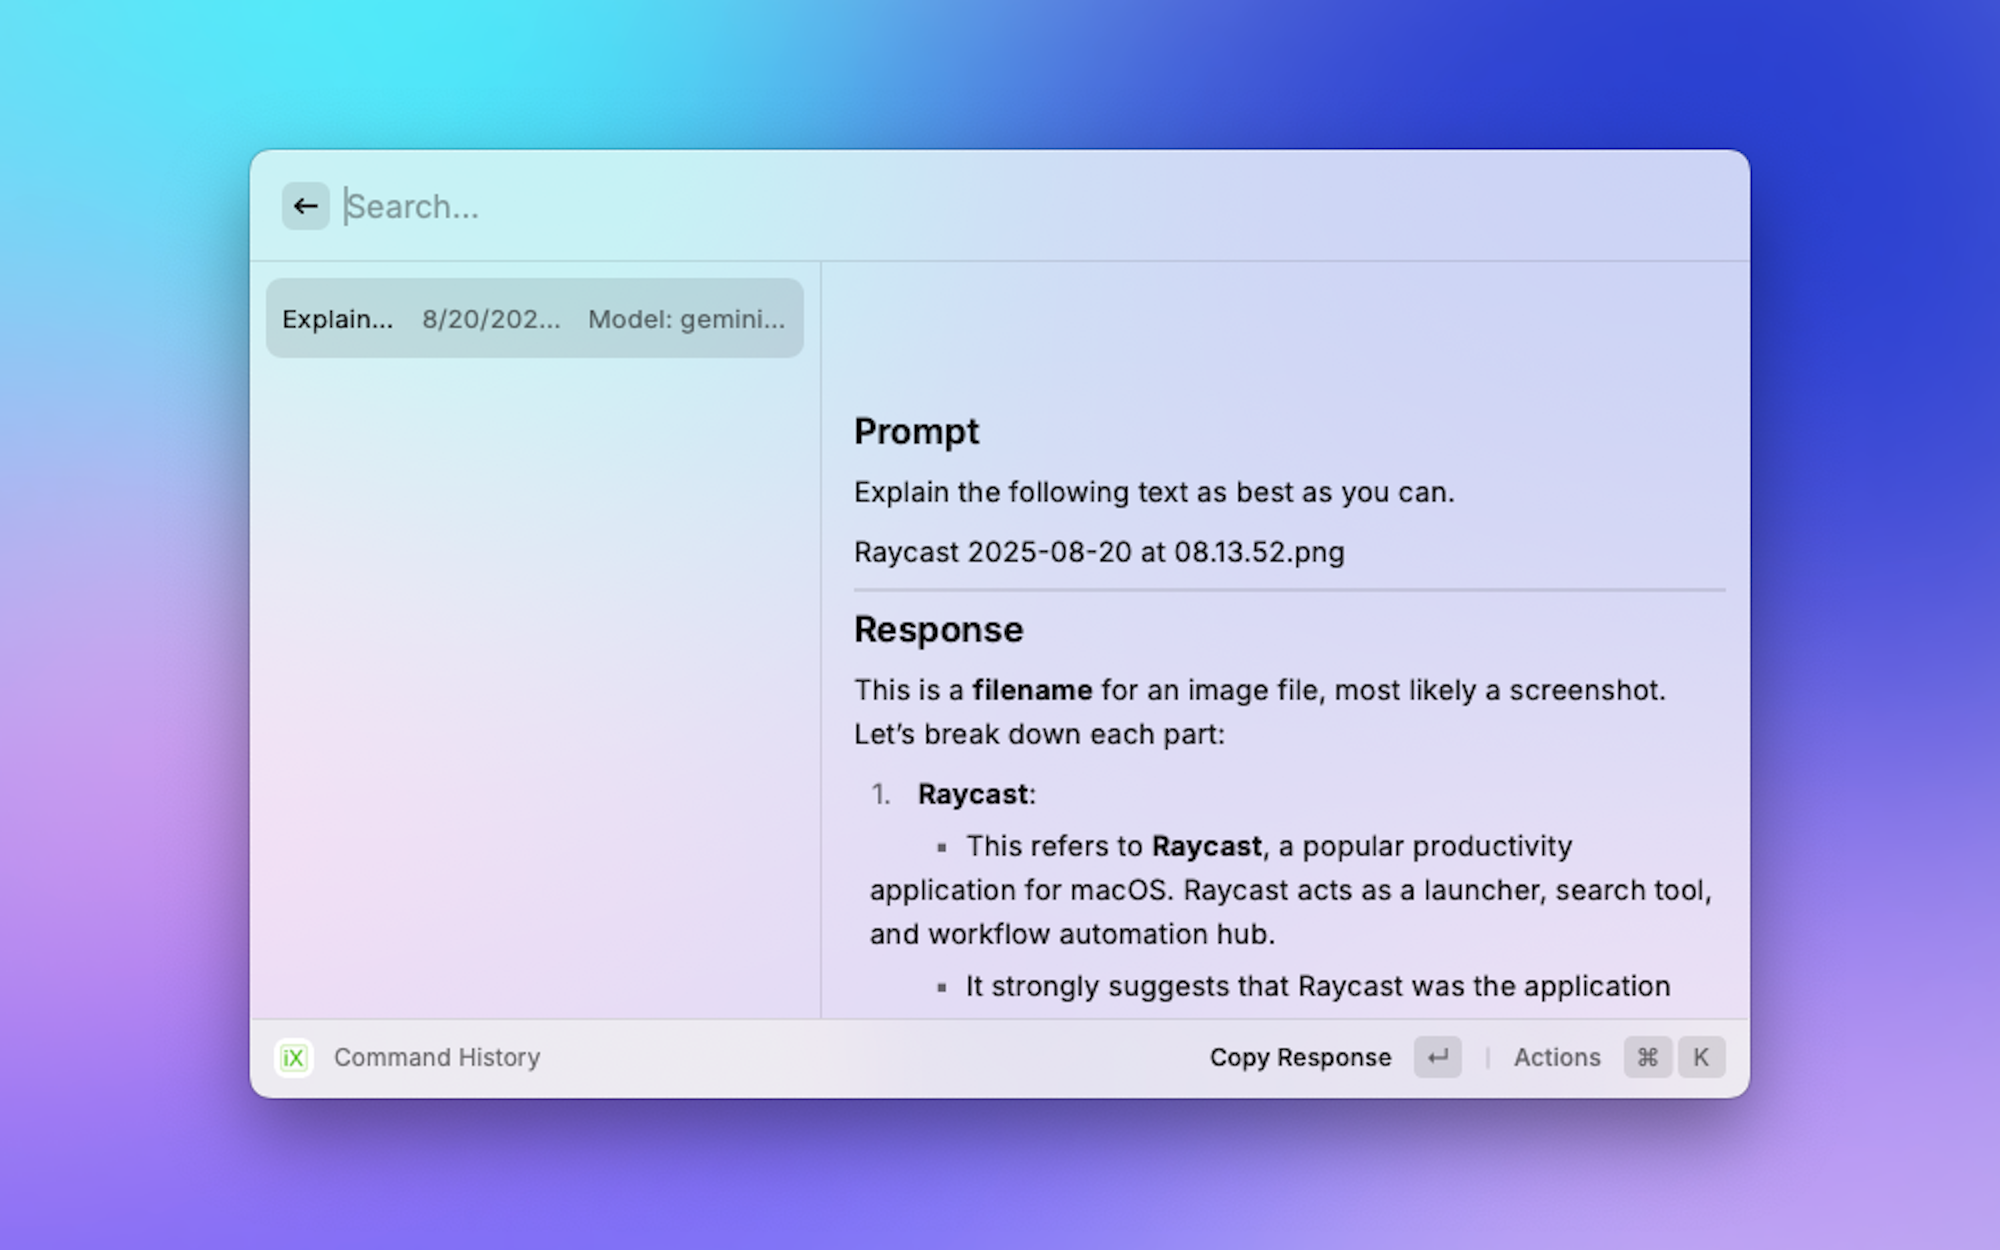 Search...
Explain... 8/20/202... Model: gemini...
Prompt
Explain the following text as best as you can.
Raycast 2025-08-20 at 08.13.52.png
Response
This is a filename for an image file, most likely a screenshot.
Let’s break down each part:
1. Raycast:
▪ This refers to Raycast, a popular productivity
application for macOS. Raycast acts as a launcher, search tool,
and workflow automation hub.
▪ It strongly suggests that Raycast was the application
iX Command History Copy Response ↵ | Actions ⌘ K